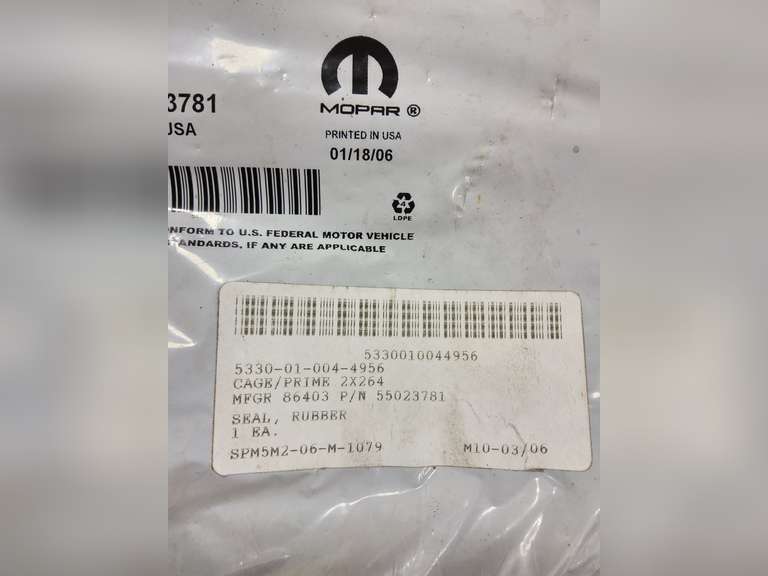 MOPAR ®
3781
USA
PRINTED IN USA
01/18/06
4
LDPE
CONFORM TO U.S. FEDERAL MOTOR VEHICLE
STANDARDS, IF ANY ARE APPLICABLE
5330010044956
5330-01-004-4956
CAGE/PRIME 2X264
MFGR 86403 P/N 55023781
SEAL, RUBBER
1 EA.
SPM5M2-06-M-1079 M10-03/06